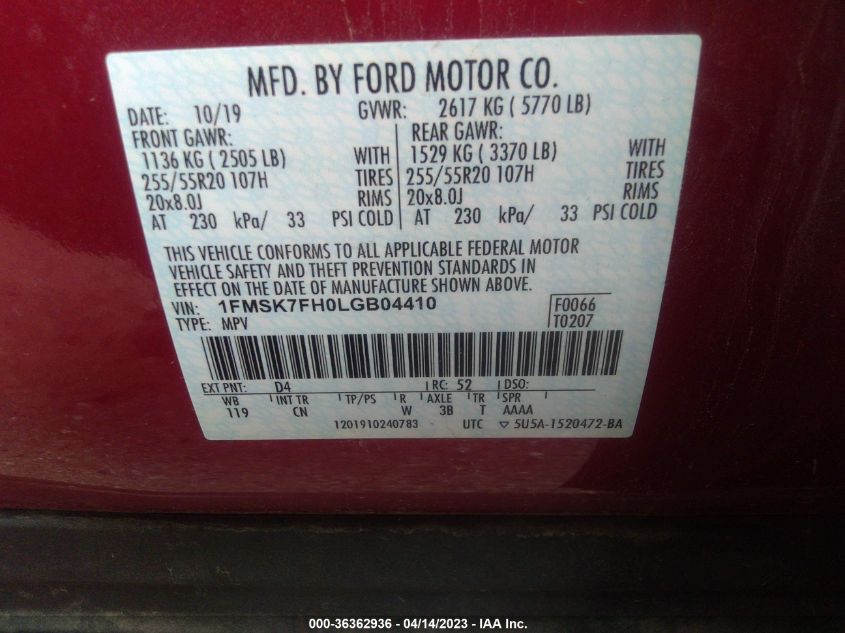 MFD. BY FORD MOTOR CO.
DATE: 10/19 GVWR: 2617 KG ( 5770 LB)
FRONT GAWR: REAR GAWR:
1136 KG ( 2505 LB) WITH 1529 KG ( 3370 LB) WITH
255/55R20 107H TIRES 255/55R20 107H TIRES
20x8.0J RIMS 20x8.0J RIMS
AT 230 kPa/ 33 PSI COLD AT 230 kPa/ 33 PSI COLD
THIS VEHICLE CONFORMS TO ALL APPLICABLE FEDERAL MOTOR
VEHICLE SAFETY AND THEFT PREVENTION STANDARDS IN
EFFECT ON THE DATE OF MANUFACTURE SHOWN ABOVE.
VIN: 1FMSK7FH0LGB04410 F0066
TYPE: MPV T0207
EXT PNT: D4 RC: 52 DSO:
WB INT TR TP/PS R AXLE TR SPR
119 CN W 3B T AAAA
1201910240783 UTC ▽ 5U5A-1520472-BA
000-36362936 - 04/14/2023 - IAA Inc.